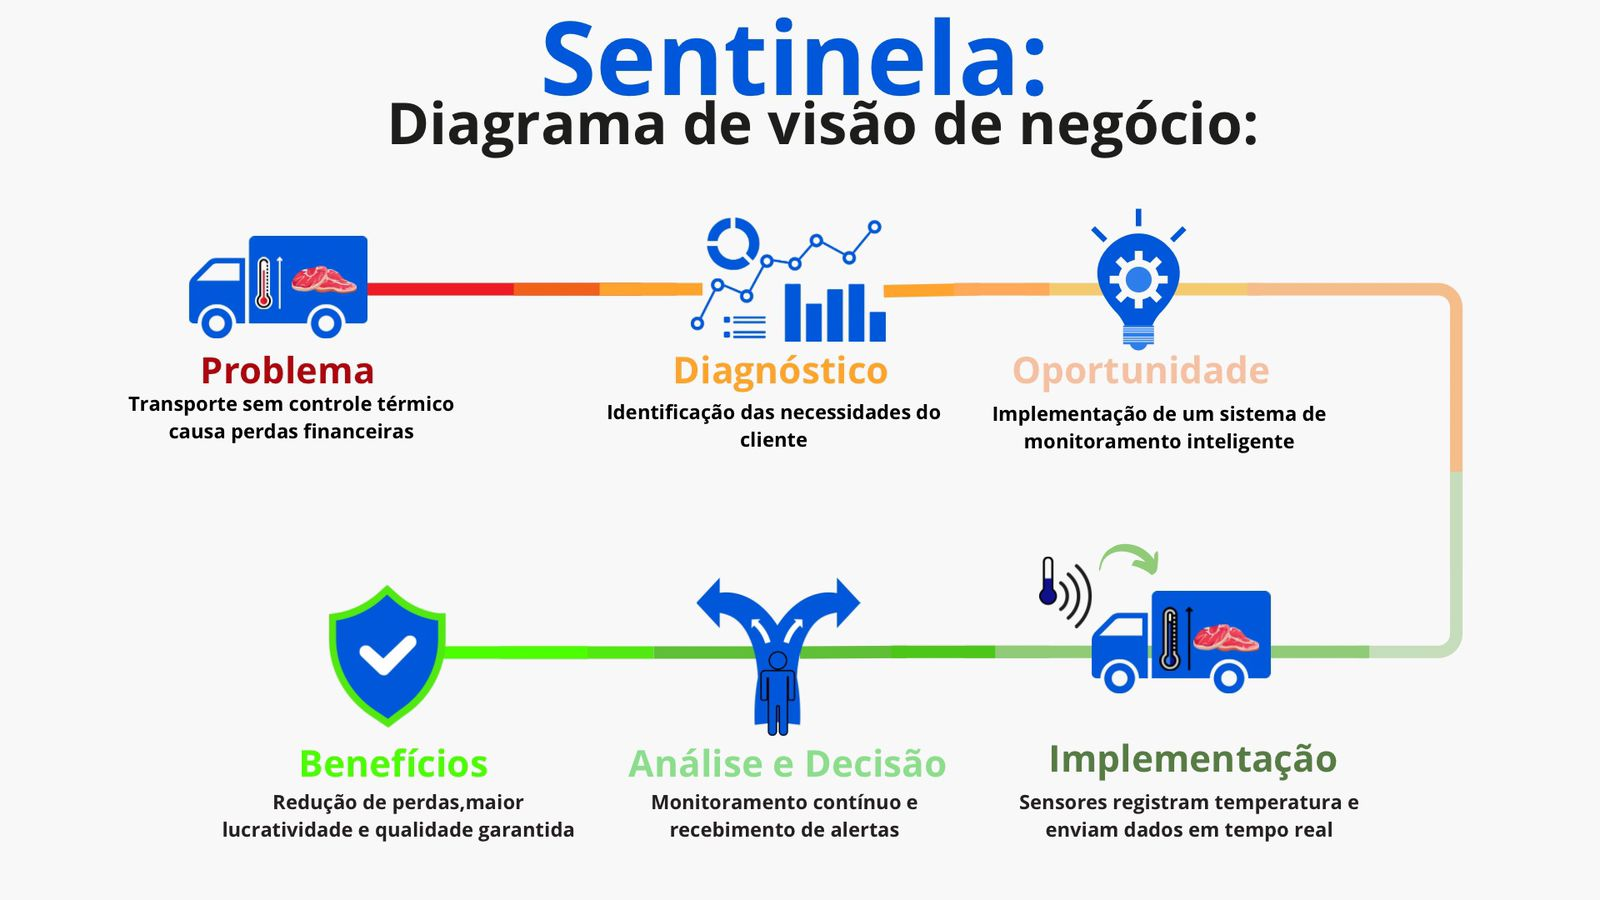 Sentinela:
Diagrama de visão de negócio:
Problema
Transporte sem controle térmico
causa perdas financeiras
Diagnóstico
Identificação das necessidades do
cliente
Oportunidade
Implementação de um sistema de
monitoramento inteligente
Implementação
Sensores registram temperatura e
enviam dados em tempo real
Análise e Decisão
Monitoramento contínuo e
recebimento de alertas
Benefícios
Redução de perdas,maior
lucratividade e qualidade garantida